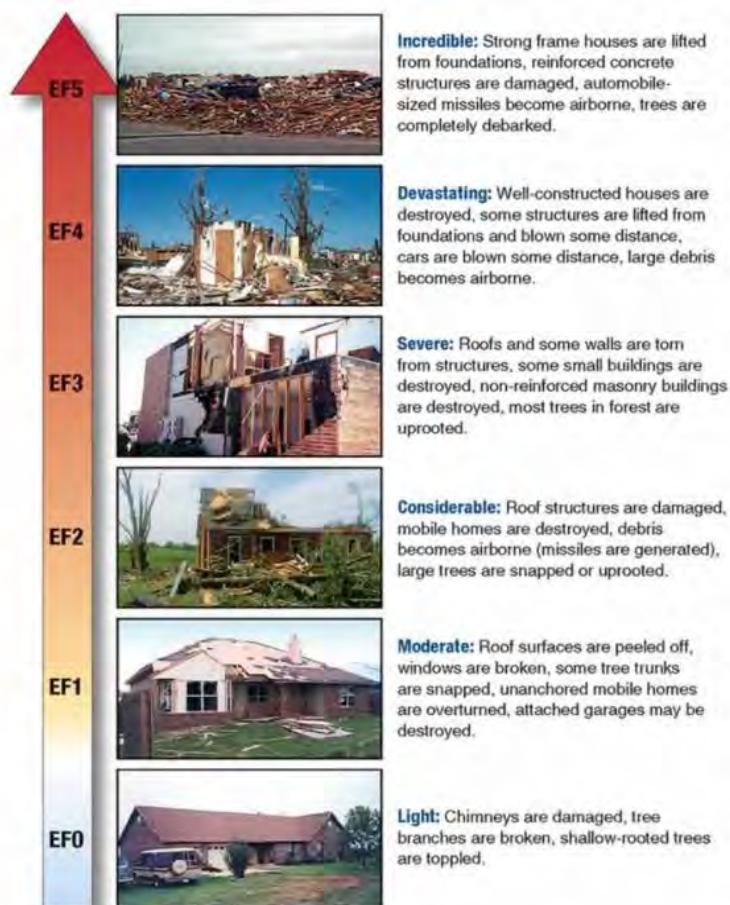 EF5
Incredible: Strong frame houses are lifted
from foundations, reinforced concrete
structures are damaged, automobile-
sized missiles become airborne, trees are
completely debarked.
EF4
Devastating: Well-constructed houses are
destroyed, some structures are lifted from
foundations and blown some distance,
cars are blown some distance, large debris
becomes airborne.
EF3
Severe: Roofs and some walls are torn
from structures, some small buildings are
destroyed, non-reinforced masonry buildings
are destroyed, most trees in forest are
uprooted.
EF2
Considerable: Roof structures are damaged,
mobile homes are destroyed, debris
becomes airborne (missiles are generated),
large trees are snapped or uprooted.
EF1
Moderate: Roof surfaces are peeled off,
windows are broken, some tree trunks
are snapped, unanchored mobile homes
are overturned, attached garages may be
destroyed.
EF0
Light: Chimneys are damaged, tree
branches are broken, shallow-rooted trees
are toppled.